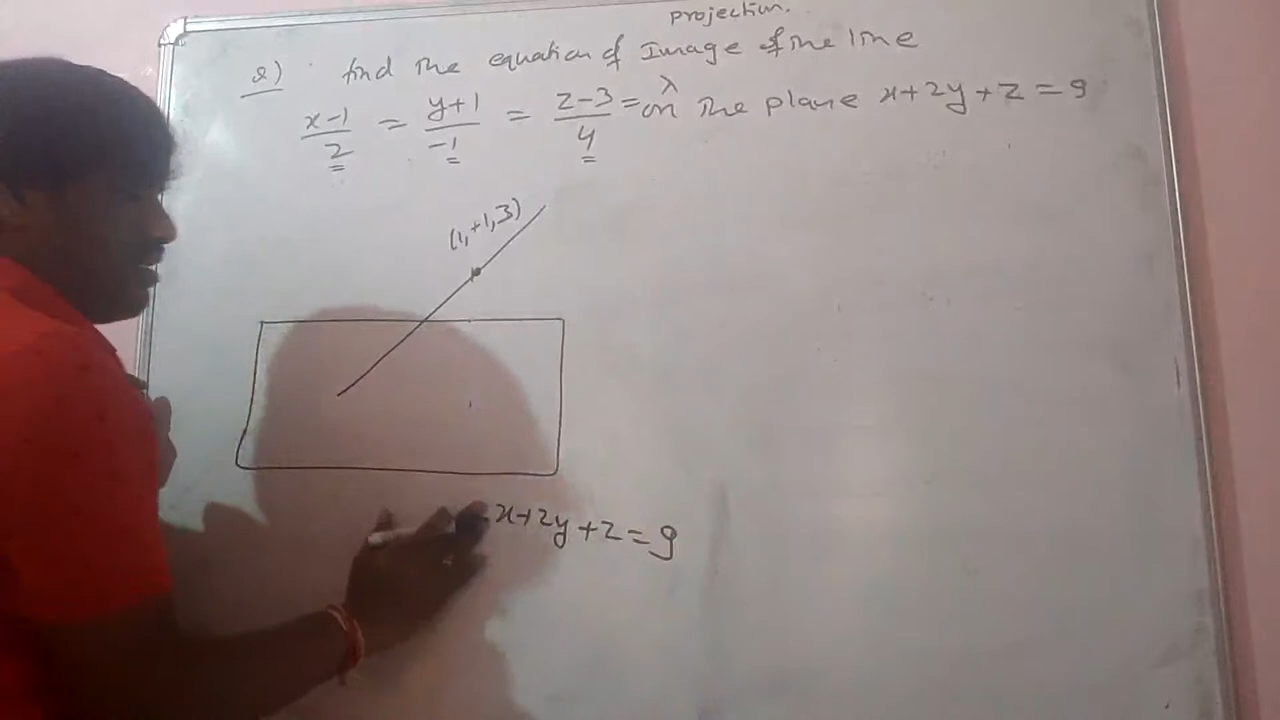 projection.
Q) find the equation of Image of the line
x-1/2 = y+1/-1 = z-3/4 = λ on the plane x+2y+z=9
(1,+1,3)
x+2y+z=9